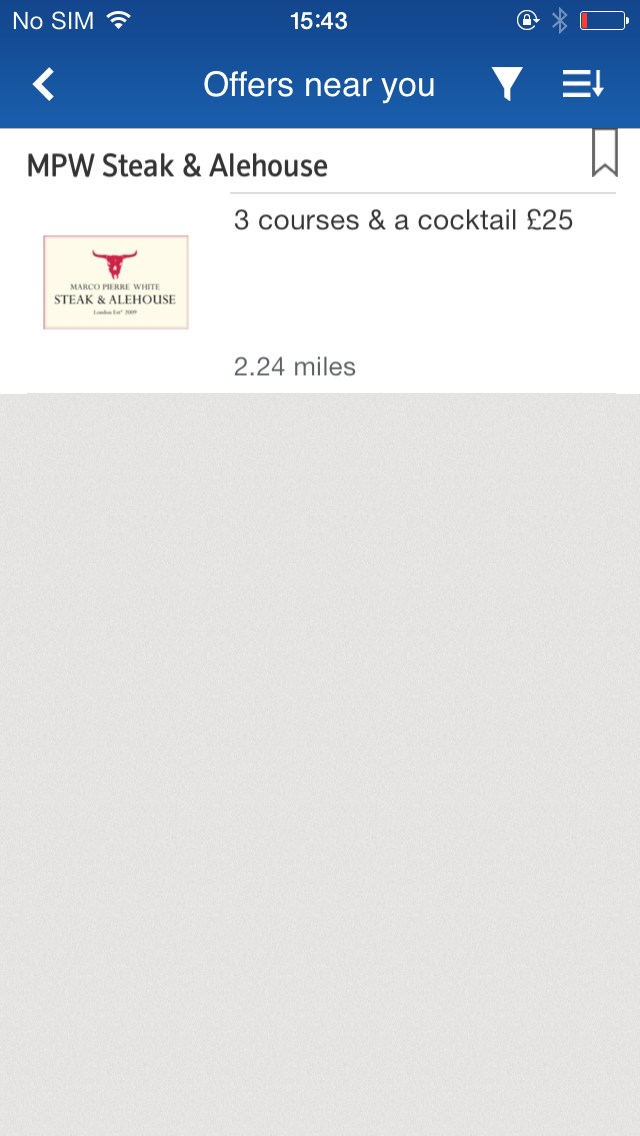 No SIM 15:43
Offers near you
MPW Steak & Alehouse
3 courses & a cocktail £25
MARCO PIERRE WHITE
STEAK & ALEHOUSE
London Estd 2009
2.24 miles